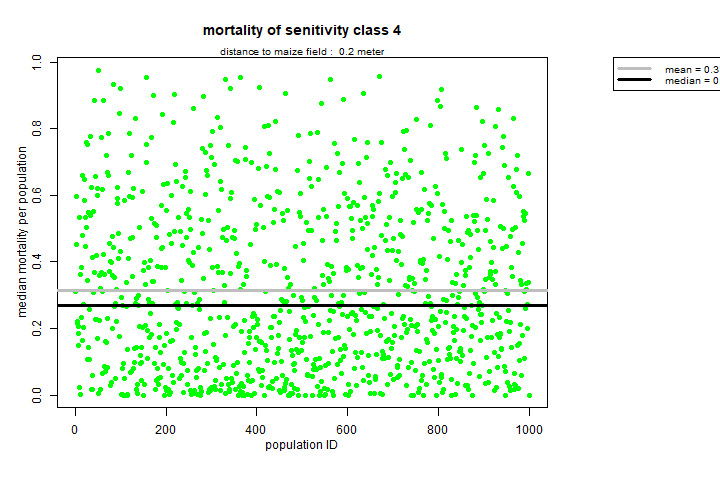 mortality of senitivity class 4
distance to maize field :  0.2 meter
mean = 0.3
median = 0
median mortality per population
1.0
0.8
0.6
0.4
0.2
0.0
0 200 400 600 800 1000
population ID